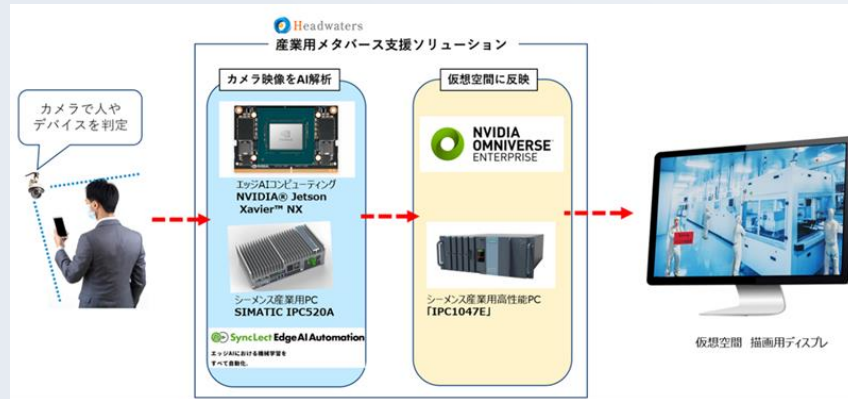 Headwaters
産業用メタバース支援ソリューション
カメラで人や
デバイスを判定
カメラ映像をAI解析
エッジAIコンピューティング
NVIDIA® Jetson
Xavier™ NX
シーメンス産業用PC
SIMATIC IPC520A
SyncLect Edge AI Automation
エッジAIにおける機械学習を
すべて自動化。
仮想空間に反映
NVIDIA
OMNIVERSE
ENTERPRISE
シーメンス産業用高性能PC
「IPC1047E」
仮想空間 描画用ディスプレ